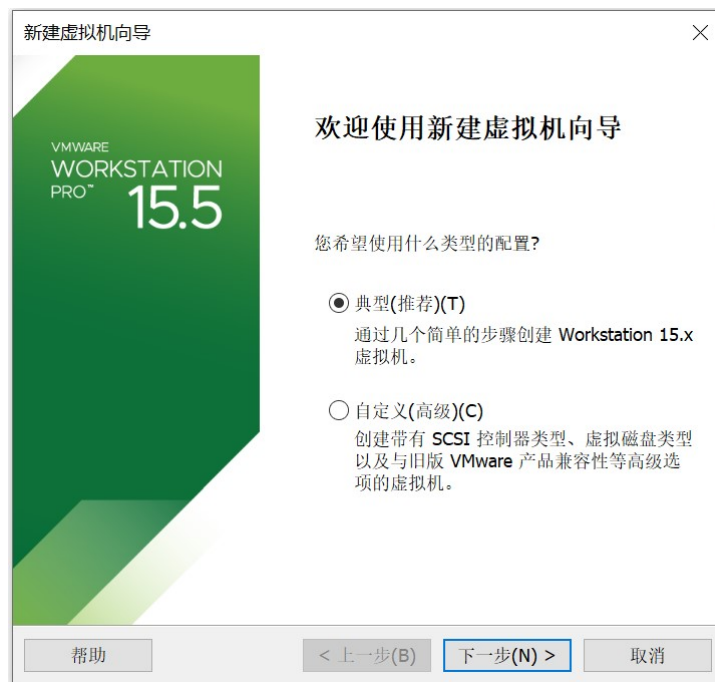 新建虚拟机向导
VMWARE
WORKSTATION
PRO™
15.5
欢迎使用新建虚拟机向导
您希望使用什么类型的配置?
典型(推荐)(T)
通过几个简单的步骤创建 Workstation 15.x
虚拟机。
自定义(高级)(C)
创建带有 SCSI 控制器类型、虚拟磁盘类型
以及与旧版 VMware 产品兼容性等高级选
项的虚拟机。
帮助
< 上一步(B)
下一步(N) >
取消